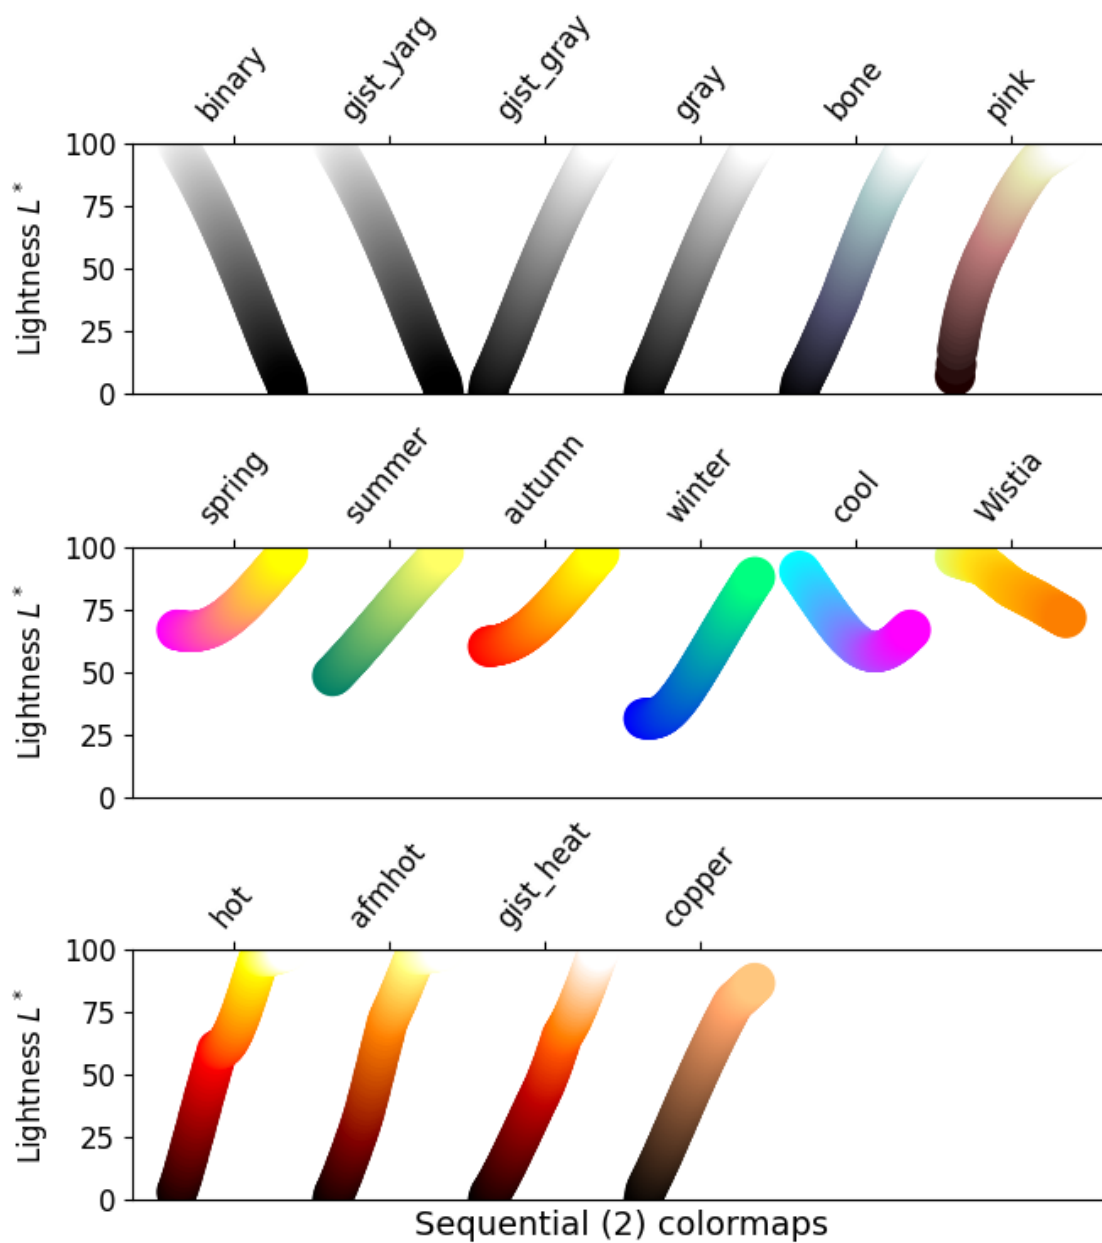 binary gist_yarg gist_gray gray bone pink
100
75
50
25
0
Lightness L*
spring summer autumn winter cool Wistia
100
75
50
25
0
Lightness L*
hot afmhot gist_heat copper
100
75
50
25
0
Lightness L*
Sequential (2) colormaps